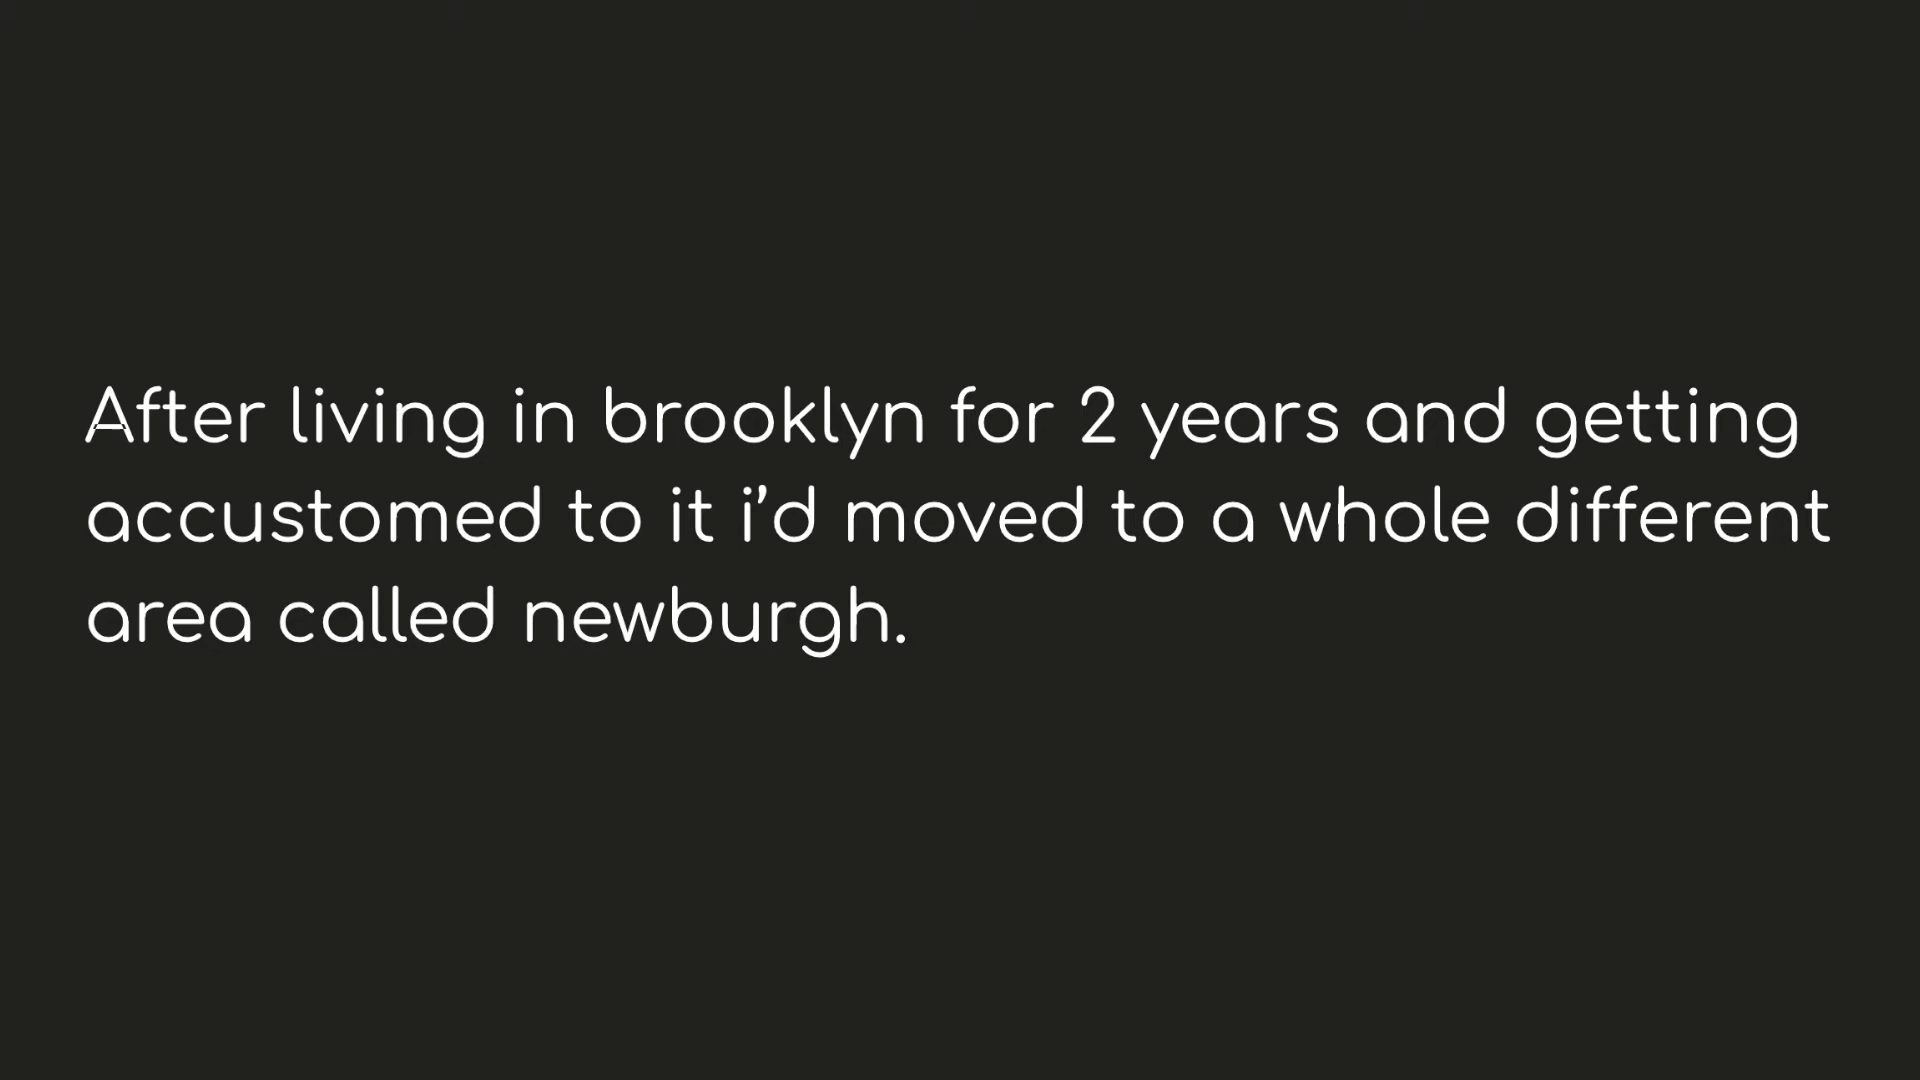 After living in brooklyn for 2 years and getting
accustomed to it i’d moved to a whole different
area called newburgh.